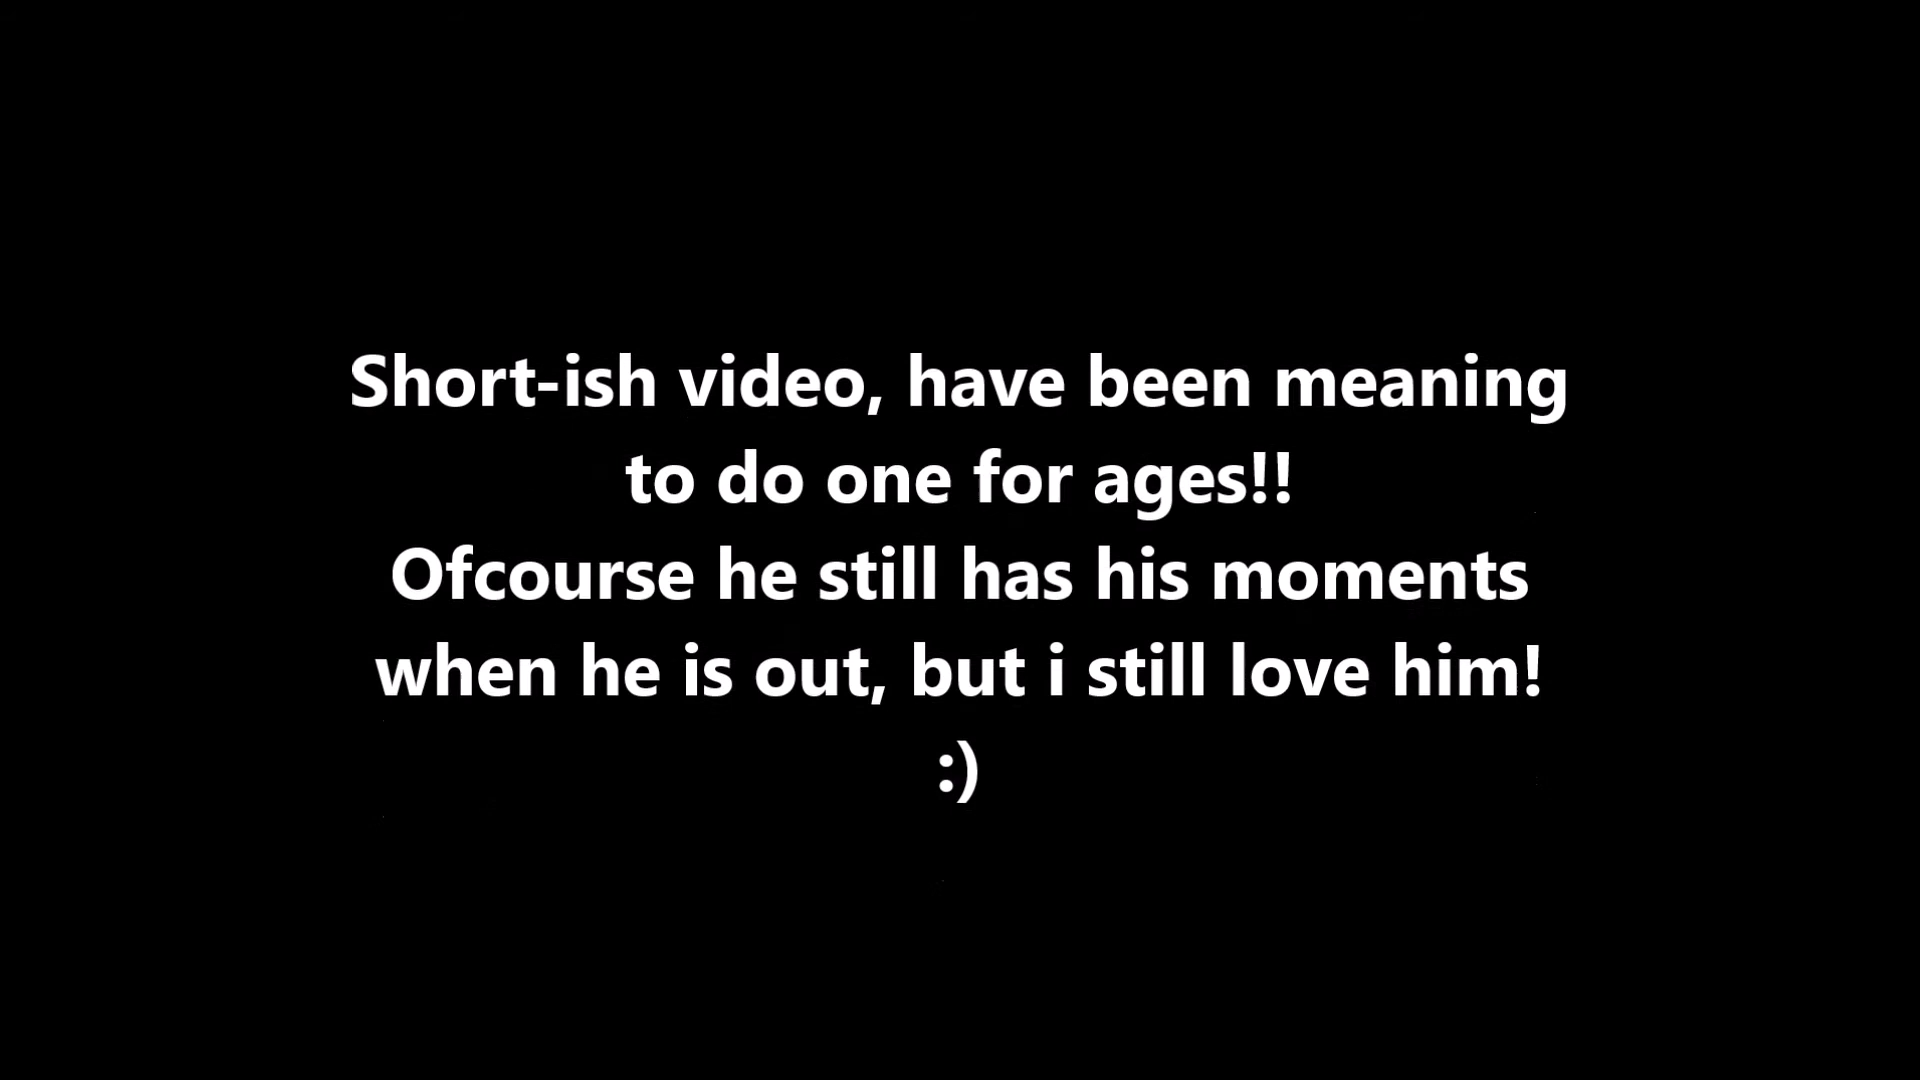 Short-ish video, have been meaning
to do one for ages!!
Ofcourse he still has his moments
when he is out, but i still love him!
:)